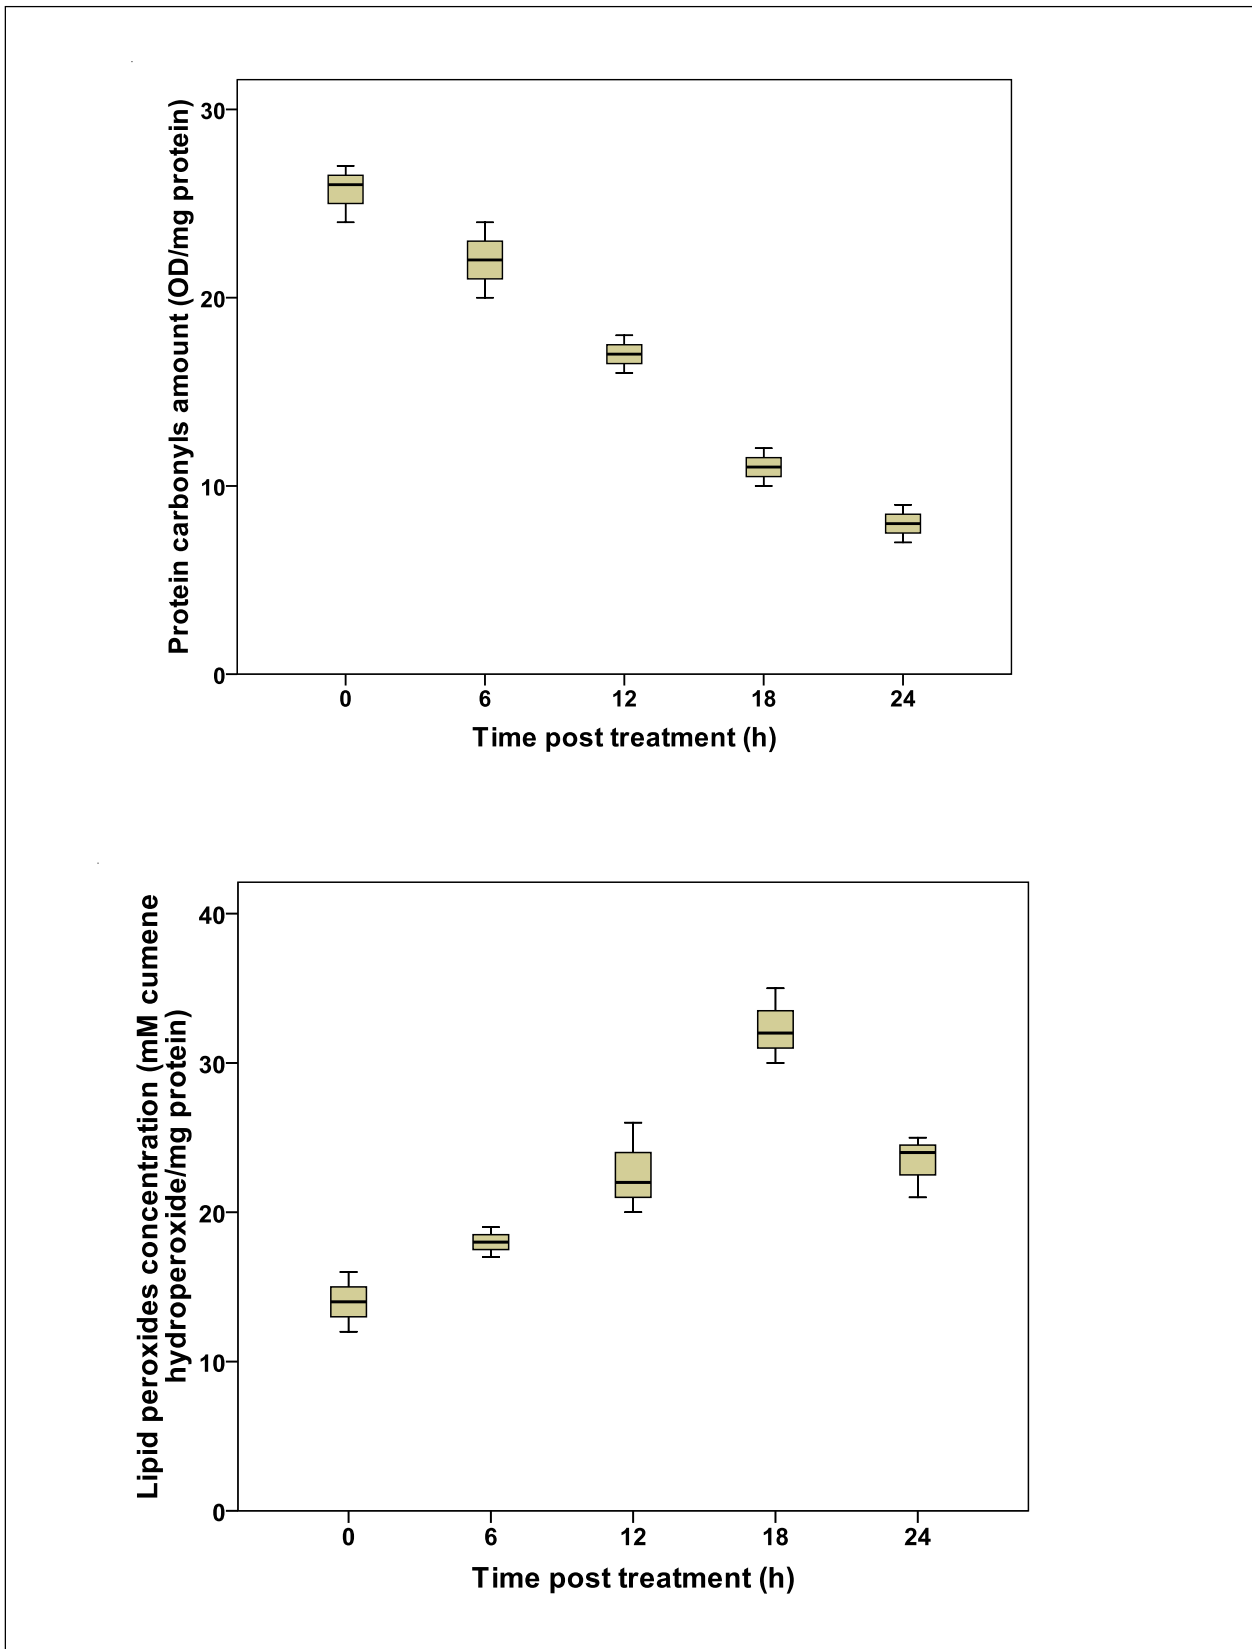 Protein carbonyls amount (OD/mg protein)
30
20
10
0
0 6 12 18 24
Time post treatment (h)
Lipid peroxides concentration (mM cumene
hydroperoxide/mg protein)
40
30
20
10
0
0 6 12 18 24
Time post treatment (h)